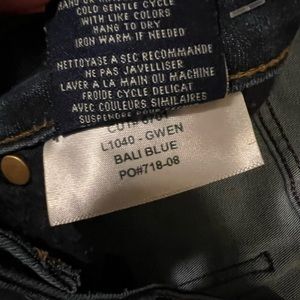 COLD GENTLE CYCLE
WITH LIKE COLORS
HANG TO DRY
IRON WARM IF NEEDED
NETTOYAGE A SEC RECOMMANDE
NE PAS JAVELLISER
LAVER A LA MAIN OU MACHINE
FROIDE CYCLE DELICAT
AVEC COULEURS SIMILAIRES
SUSPENDRE
L1040 - GWEN
BALI BLUE
PO#718-08